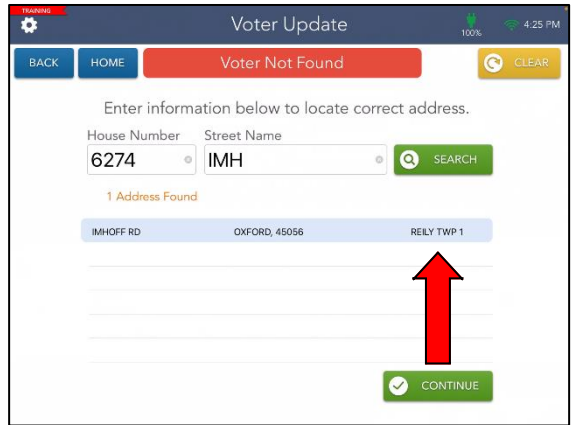 TRAINING
Voter Update
100%
4:25 PM
BACK
HOME
Voter Not Found
CLEAR
Enter information below to locate correct address.
House Number Street Name
6274 IMH SEARCH
1 Address Found
IMHOFF RD OXFORD, 45056 REILY TWP 1
CONTINUE